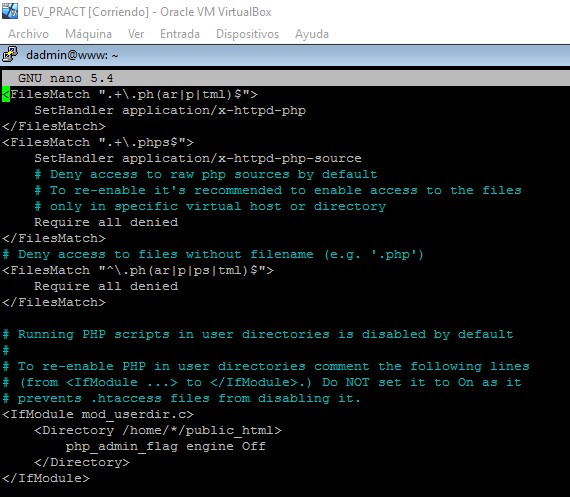 DEV_PRACT [Corriendo] - Oracle VM VirtualBox
Archivo Máquina Ver Entrada Dispositivos Ayuda
dadmin@www: ~
GNU nano 5.4
<FilesMatch ".+\.ph(ar|p|tml)$">
    SetHandler application/x-httpd-php
</FilesMatch>
<FilesMatch ".+\.phps$">
    SetHandler application/x-httpd-php-source
    # Deny access to raw php sources by default
    # To re-enable it's recommended to enable access to the files
    # only in specific virtual host or directory
    Require all denied
</FilesMatch>
# Deny access to files without filename (e.g. '.php')
<FilesMatch "^\.ph(ar|p|ps|tml)$">
    Require all denied
</FilesMatch>

# Running PHP scripts in user directories is disabled by default
#
# To re-enable PHP in user directories comment the following lines
# (from <IfModule ...> to </IfModule>.) Do NOT set it to On as it
# prevents .htaccess files from disabling it.
<IfModule mod_userdir.c>
    <Directory /home/*/public_html>
        php_admin_flag engine Off
    </Directory>
</IfModule>